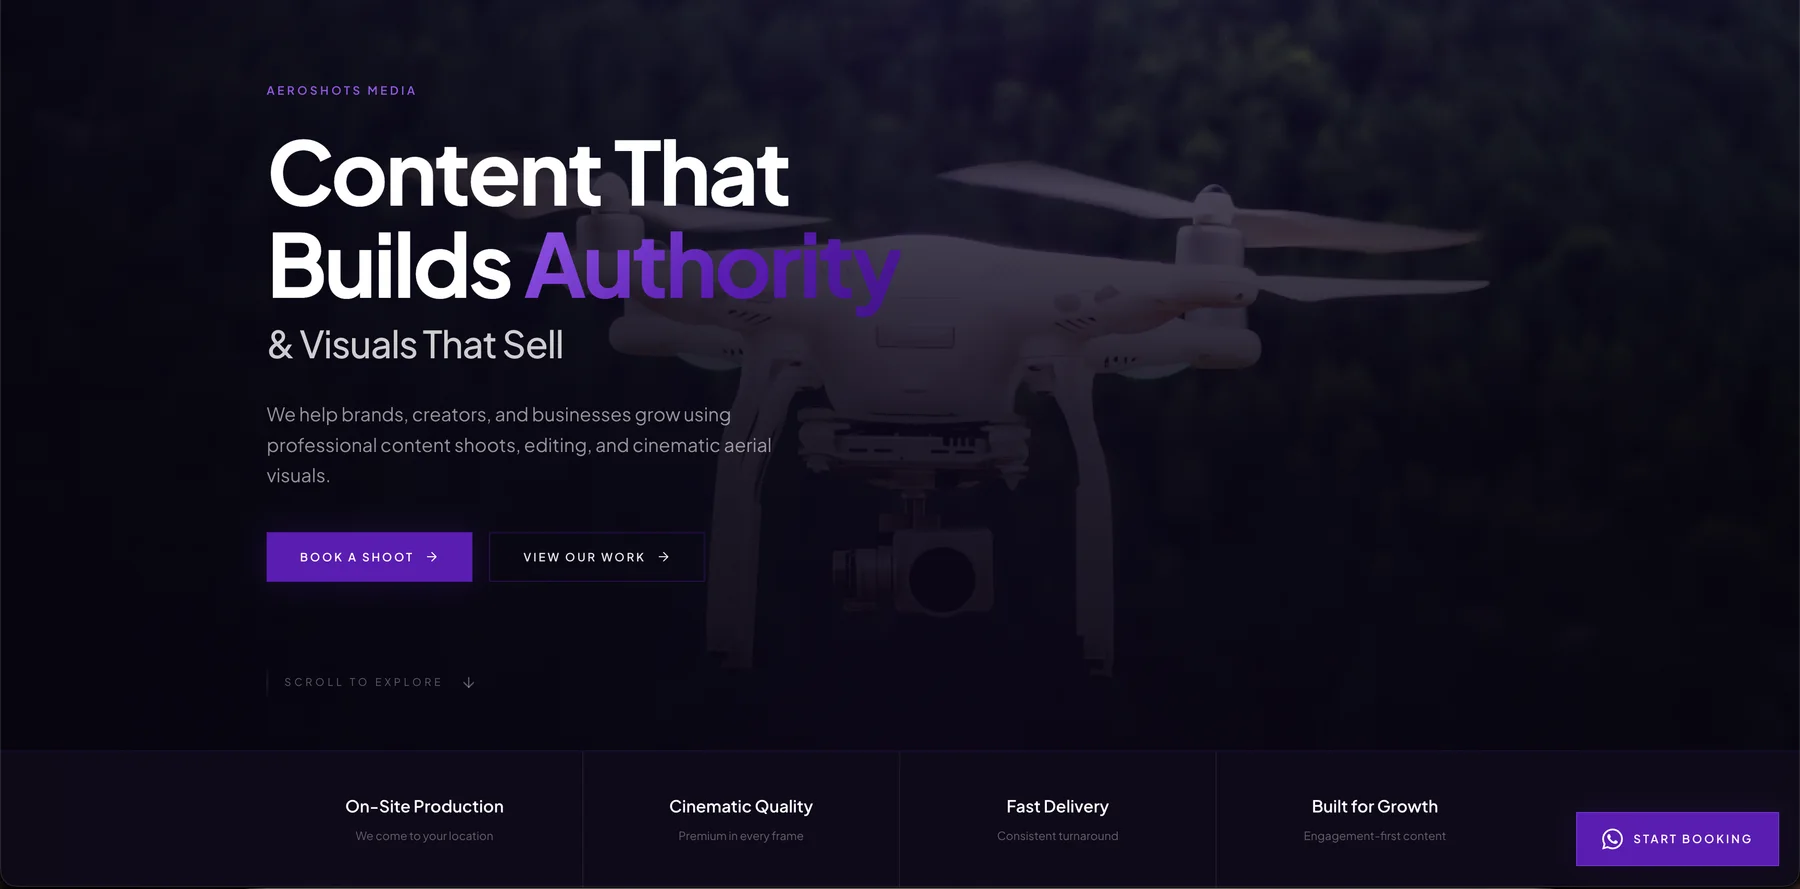 AEROSHOTS MEDIA
Content That
Builds Authority
& Visuals That Sell
We help brands, creators, and businesses grow using
professional content shoots, editing, and cinematic aerial
visuals.
BOOK A SHOOT →
VIEW OUR WORK →
SCROLL TO EXPLORE ↓
On-Site Production
We come to your location
Cinematic Quality
Premium in every frame
Fast Delivery
Consistent turnaround
Built for Growth
Engagement-first content
START BOOKING